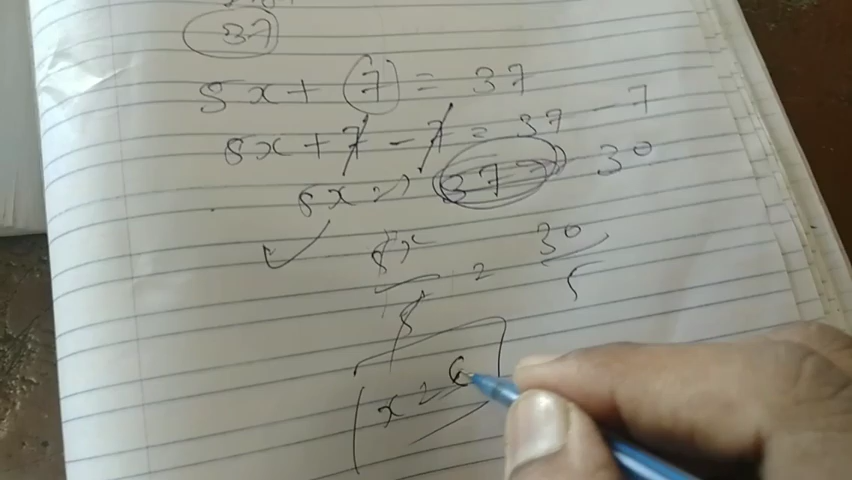 37
5x + 7 = 37
5x + 7 - 7 = 37 - 7
5x = 37 - 7 30
5x/5 = 30/5
x = 6